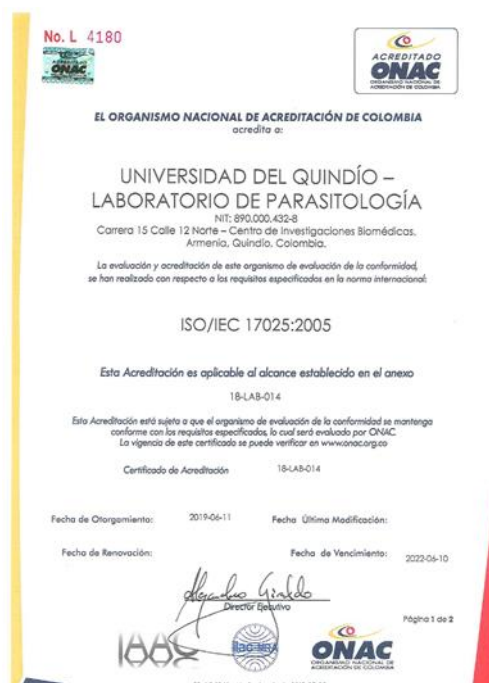 No. L 4180
ONAC
ACREDITADO
ONAC
ORGANISMO NACIONAL DE
ACREDITACIÓN DE COLOMBIA
EL ORGANISMO NACIONAL DE ACREDITACIÓN DE COLOMBIA
acredita a:
UNIVERSIDAD DEL QUINDÍO –
LABORATORIO DE PARASITOLOGÍA
NIT: 890.000.432-8
Carrera 15 Calle 12 Norte – Centro de Investigaciones Biomédicas.
Armenia, Quindío. Colombia.
La evaluación y acreditación de este organismo de evaluación de la conformidad,
se han realizado con respecto a los requisitos especificados en la norma internacional:
ISO/IEC 17025:2005
Esta Acreditación es aplicable al alcance establecido en el anexo
18-LAB-014
Esta Acreditación está sujeta a que el organismo de evaluación de la conformidad se mantenga
conforme con los requisitos especificados, lo cual será evaluado por ONAC.
La vigencia de este certificado se puede verificar en www.onac.org.co
Certificado de Acreditación 18-LAB-014
Fecha de Otorgamiento: 2019-06-11 Fecha Última Modificación:
Fecha de Renovación: Fecha de Vencimiento: 2022-06-10
Alejandro Giraldo
Director Ejecutivo
Página 1 de 2
IAAC
ilac-MRA
ONAC
ORGANISMO NACIONAL DE
ACREDITACIÓN DE COLOMBIA